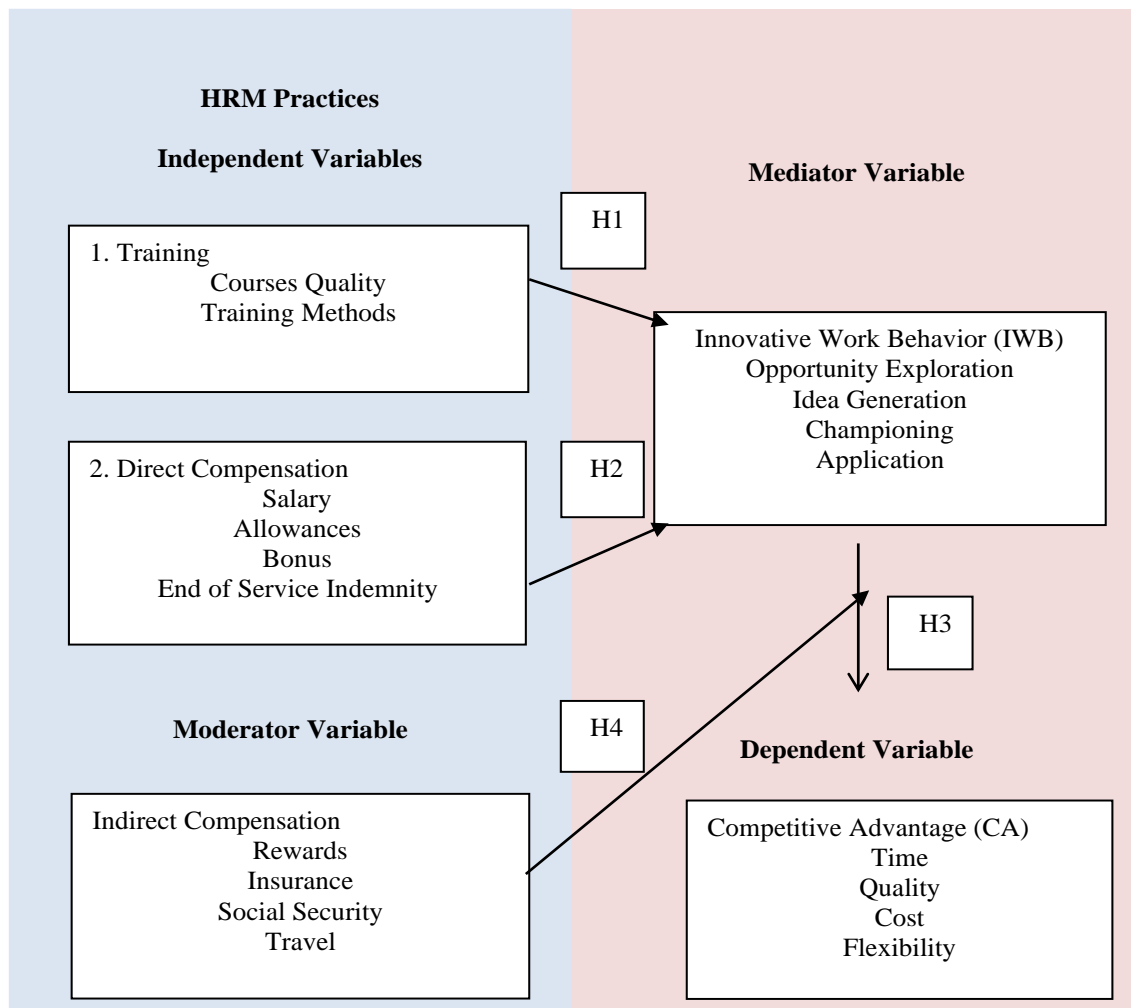 HRM Practices
Independent Variables
Mediator Variable
H1
1. Training
Courses Quality
Training Methods
Innovative Work Behavior (IWB)
Opportunity Exploration
Idea Generation
Championing
Application
H2
2. Direct Compensation
Salary
Allowances
Bonus
End of Service Indemnity
H3
Moderator Variable
H4
Dependent Variable
Indirect Compensation
Rewards
Insurance
Social Security
Travel
Competitive Advantage (CA)
Time
Quality
Cost
Flexibility